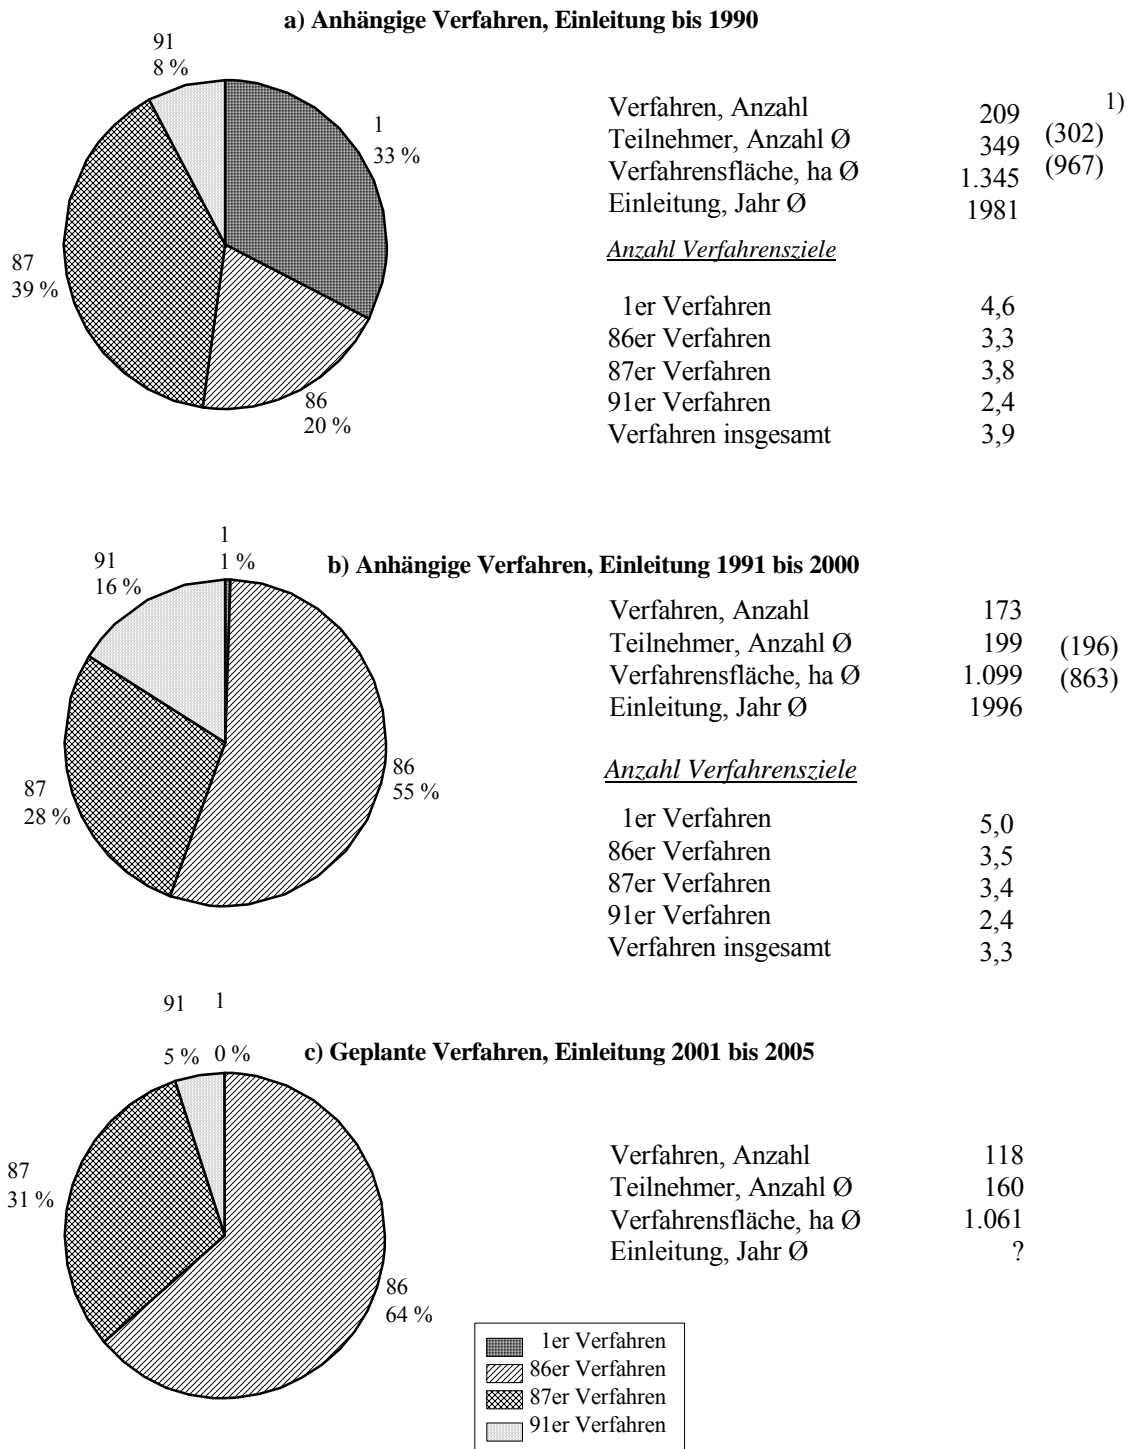 a) Anhängige Verfahren, Einleitung bis 1990
91
8 %
1
33 %
87
39 %
86
20 %
Verfahren, Anzahl 209 1)
Teilnehmer, Anzahl Ø 349 (302)
Verfahrensfläche, ha Ø 1.345 (967)
Einleitung, Jahr Ø 1981
Anzahl Verfahrensziele
1er Verfahren 4,6
86er Verfahren 3,3
87er Verfahren 3,8
91er Verfahren 2,4
Verfahren insgesamt 3,9
b) Anhängige Verfahren, Einleitung 1991 bis 2000
1
1 %
91
16 %
86
55 %
87
28 %
Verfahren, Anzahl 173
Teilnehmer, Anzahl Ø 199 (196)
Verfahrensfläche, ha Ø 1.099 (863)
Einleitung, Jahr Ø 1996
Anzahl Verfahrensziele
1er Verfahren 5,0
86er Verfahren 3,5
87er Verfahren 3,4
91er Verfahren 2,4
Verfahren insgesamt 3,3
c) Geplante Verfahren, Einleitung 2001 bis 2005
91 1
5 % 0 %
87
31 %
86
64 %
Verfahren, Anzahl 118
Teilnehmer, Anzahl Ø 160
Verfahrensfläche, ha Ø 1.061
Einleitung, Jahr Ø ?
1er Verfahren
86er Verfahren
87er Verfahren
91er Verfahren